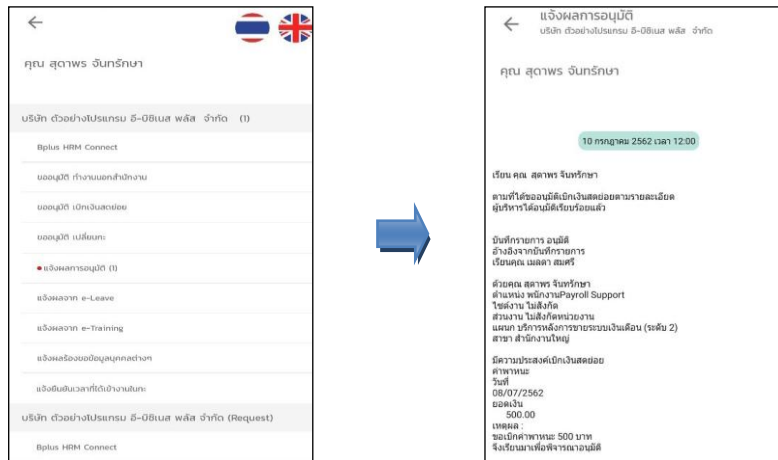 คุณ สุดาพร จันทรักษา
บริษัท ตัวอย่างโปรแกรม อี-บิซิเนส พลัส จำกัด (1)
Bplus HRM Connect
ขออนุมัติ ทำงานนอกสำนักงาน
ขออนุมัติ เบิกเงินสดย่อย
ขออนุมัติ เปลี่ยนกะ
แจ้งผลการอนุมัติ (1)
แจ้งผลจาก e-Leave
แจ้งผลจาก e-Training
แจ้งผลร้องขอข้อมูลบุคคลต่างๆ
แจ้งยืนยันเวลาที่ได้เข้างานในกะ
บริษัท ตัวอย่างโปรแกรม อี-บิซิเนส พลัส จำกัด (Request)
Bplus HRM Connect
แจ้งผลการอนุมัติ
บริษัท ตัวอย่างโปรแกรม อี-บิซิเนส พลัส จำกัด
คุณ สุดาพร จันทรักษา
10 กรกฎาคม 2562 เวลา 12:00
เรียน คุณ สุดาพร จันทรักษา
ตามที่ได้ขออนุมัติเบิกเงินสดย่อยตามรายละเอียด
ผู้บริหารได้อนุมัติเรียบร้อยแล้ว
บันทึกรายการ อนุมัติ
อ้างอิงจากบันทึกรายการ
เรียนคุณ เมลดา สมศรี
ด้วยคุณ สุดาพร จันทรักษา
ตำแหน่ง พนักงานPayroll Support
ไซต์งาน ไม่สังกัด
ส่วนงาน ไม่สังกัดหน่วยงาน
แผนก บริการหลังการขายระบบเงินเดือน (ระดับ 2)
สาขา สำนักงานใหญ่
มีความประสงค์เบิกเงินสดย่อย
ค่าพาหนะ
วันที่
08/07/2562
ยอดเงิน
500.00
เหตุผล :
ขอเบิกค่าพาหนะ 500 บาท
จึงเรียนมาเพื่อพิจารณาอนุมัติ